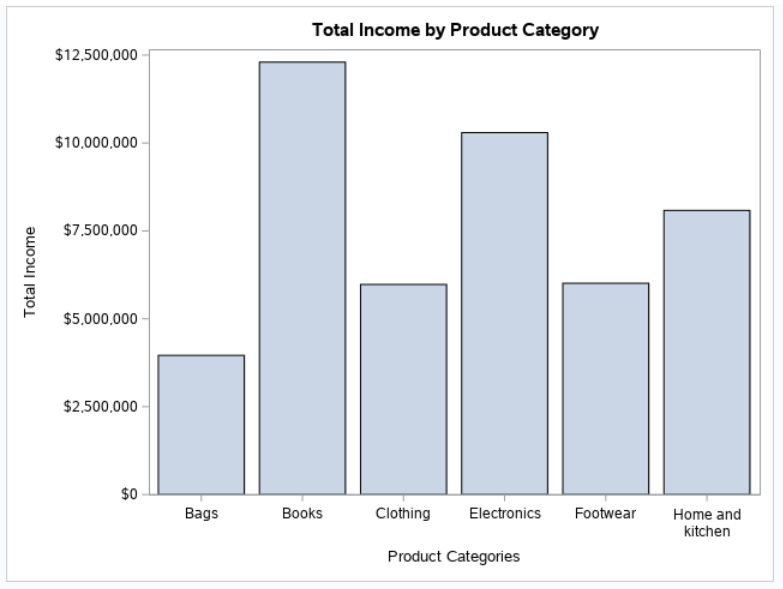 Total Income by Product Category
$12,500,000
$10,000,000
$7,500,000
$5,000,000
$2,500,000
$0
Total Income
Bags Books Clothing Electronics Footwear Home and
kitchen
Product Categories